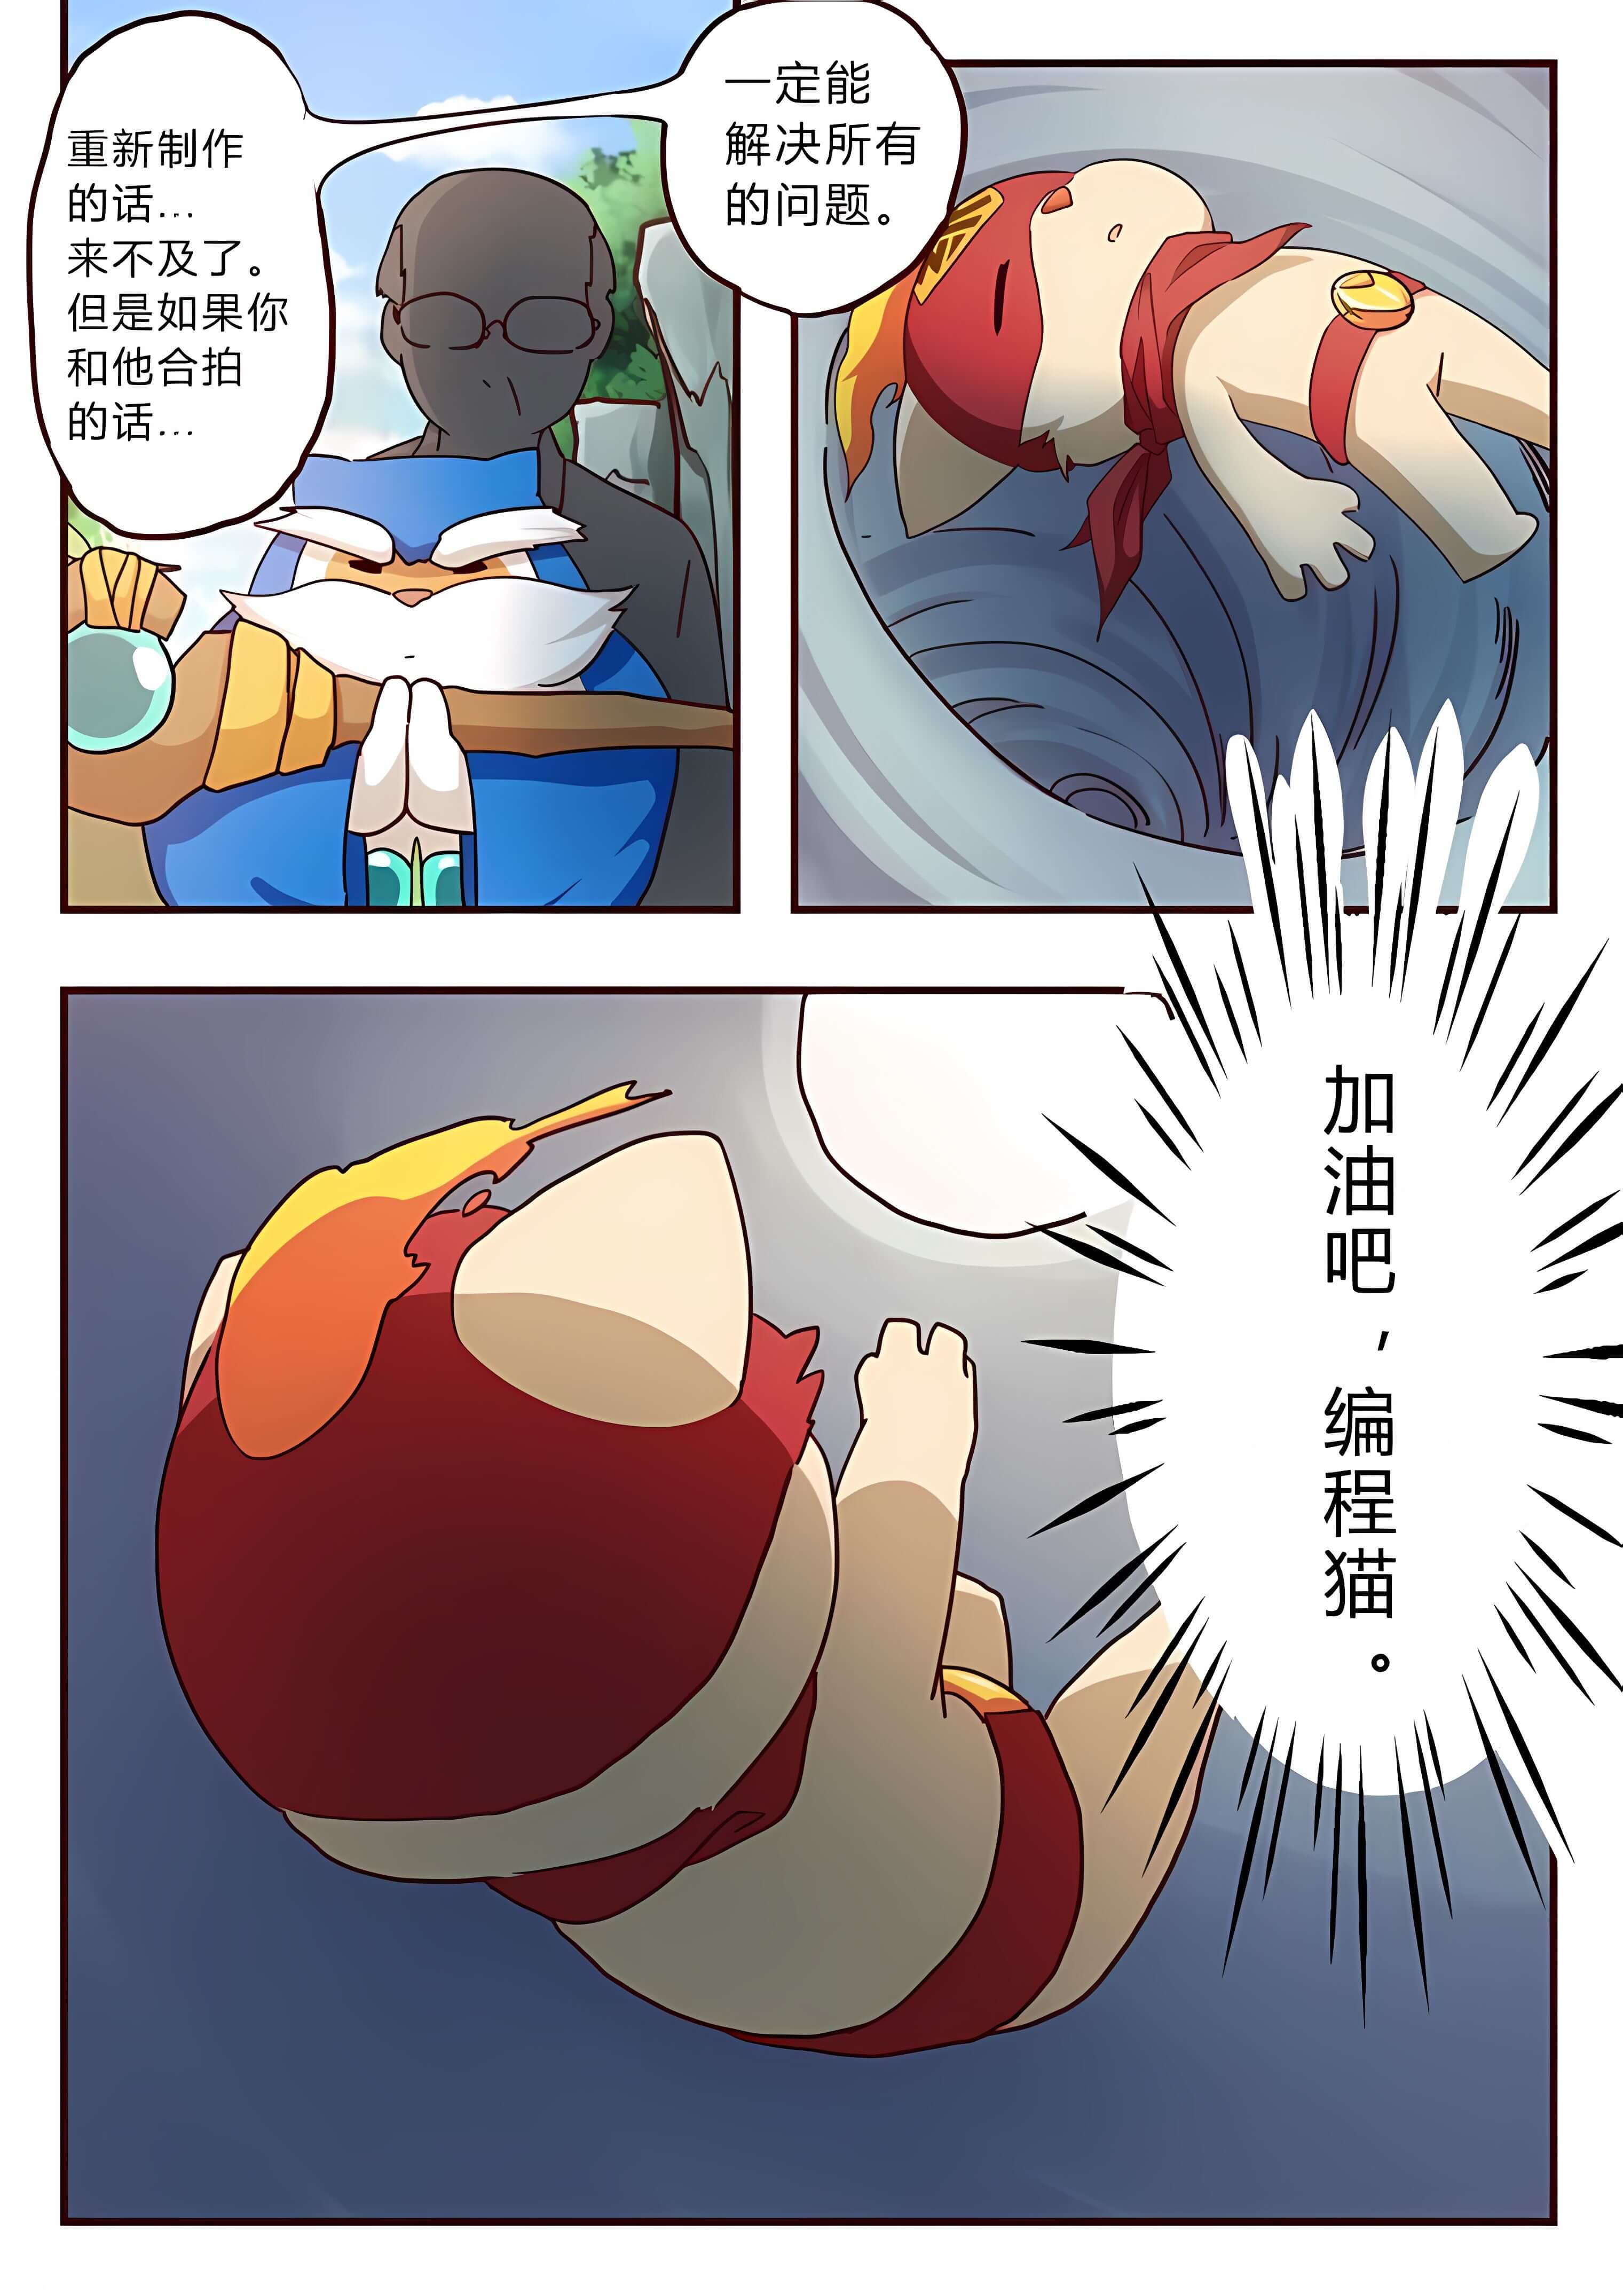 重新制作
的话…
来不及了。
但是如果你
和他合拍
的话…
一定能
解决所有
的问题。
加油吧，编程猫。